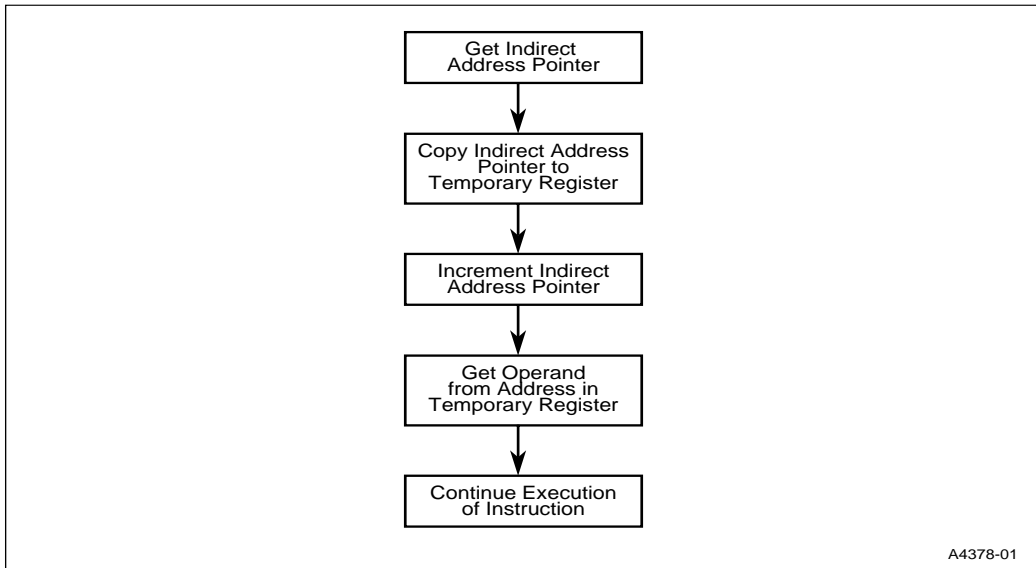 Get Indirect
Address Pointer
Copy Indirect Address
Pointer to
Temporary Register
Increment Indirect
Address Pointer
Get Operand
from Address in
Temporary Register
Continue Execution
of Instruction
A4378-01